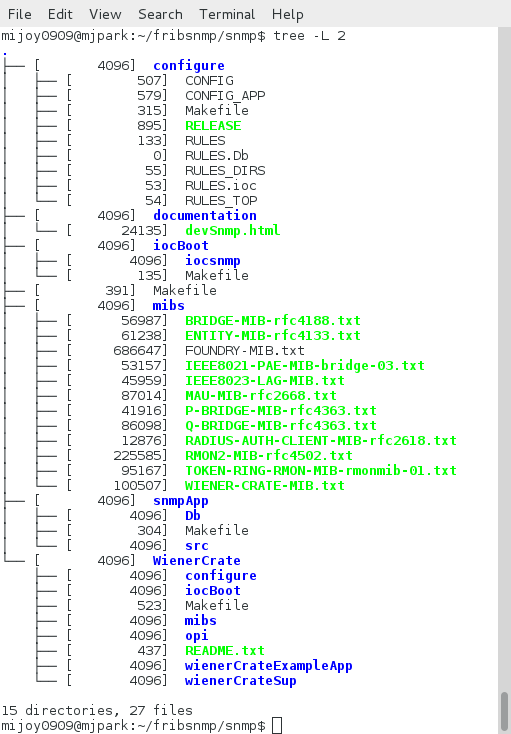 File Edit View Search Terminal Help
mijoy0909@mjpark:~/fribsnmp/snmp$ tree -L 2
.
├── [       4096]  configure
│   ├── [        507]  CONFIG
│   ├── [        579]  CONFIG_APP
│   ├── [        315]  Makefile
│   ├── [        895]  RELEASE
│   ├── [        133]  RULES
│   ├── [          0]  RULES.Db
│   ├── [         55]  RULES_DIRS
│   ├── [         53]  RULES.ioc
│   └── [         54]  RULES_TOP
├── [       4096]  documentation
│   └── [      24135]  devSnmp.html
├── [       4096]  iocBoot
│   ├── [       4096]  iocsnmp
│   └── [        135]  Makefile
├── [        391]  Makefile
├── [       4096]  mibs
│   ├── [      56987]  BRIDGE-MIB-rfc4188.txt
│   ├── [      61238]  ENTITY-MIB-rfc4133.txt
│   ├── [     686647]  FOUNDRY-MIB.txt
│   ├── [      53157]  IEEE8021-PAE-MIB-bridge-03.txt
│   ├── [      45959]  IEEE8023-LAG-MIB.txt
│   ├── [      87014]  MAU-MIB-rfc2668.txt
│   ├── [      41916]  P-BRIDGE-MIB-rfc4363.txt
│   ├── [      86098]  Q-BRIDGE-MIB-rfc4363.txt
│   ├── [      12876]  RADIUS-AUTH-CLIENT-MIB-rfc2618.txt
│   ├── [     225585]  RMON2-MIB-rfc4502.txt
│   ├── [      95167]  TOKEN-RING-RMON-MIB-rmonmib-01.txt
│   └── [     100507]  WIENER-CRATE-MIB.txt
├── [       4096]  snmpApp
│   ├── [       4096]  Db
│   ├── [        304]  Makefile
│   └── [       4096]  src
└── [       4096]  WienerCrate
    ├── [       4096]  configure
    ├── [       4096]  iocBoot
    ├── [        523]  Makefile
    ├── [       4096]  mibs
    ├── [       4096]  opi
    ├── [        437]  README.txt
    ├── [       4096]  wienerCrateExampleApp
    └── [       4096]  wienerCrateSup
15 directories, 27 files
mijoy0909@mjpark:~/fribsnmp/snmp$